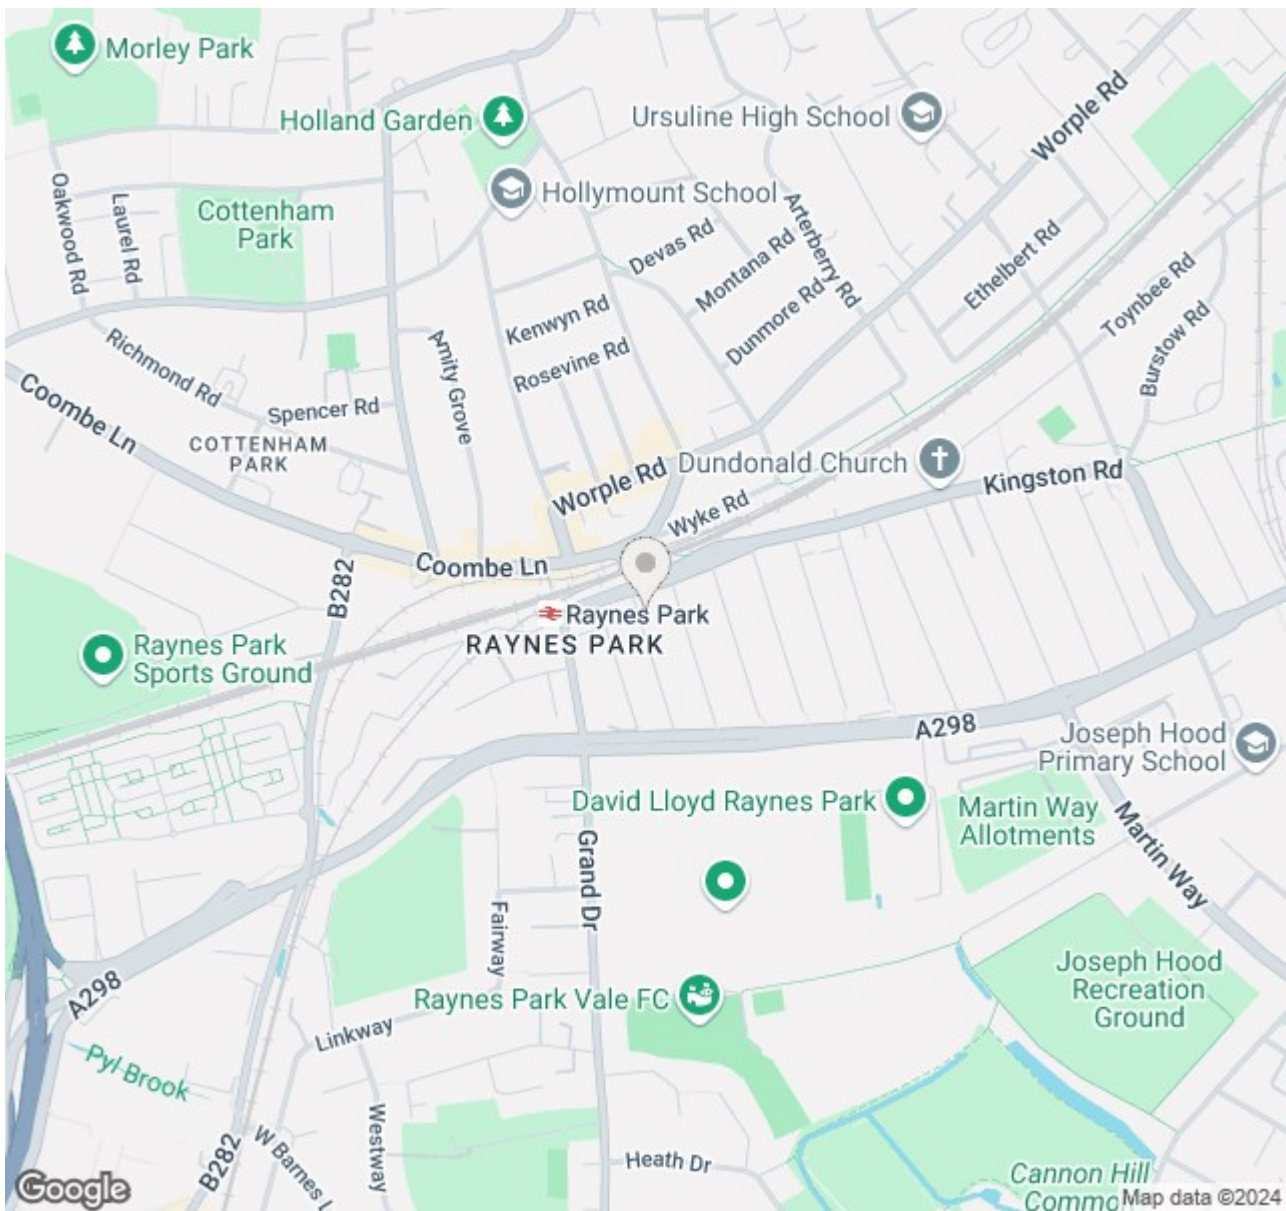 Morley Park
Holland Garden
Ursuline High School
Worple Rd
Hollymount School
Oakwood Rd
Laurel Rd
Cottenham
Park
Devas Rd
Montana Rd
Arterberry Rd
Dunmore Rd
Ethelbert Rd
Toynbee Rd
Burstow Rd
Kenwyn Rd
Rosevine Rd
Richmond Rd
Amity Grove
Coombe Ln
Spencer Rd
COTTENHAM
PARK
Worple Rd
Dundonald Church
Kingston Rd
Wyke Rd
Coombe Ln
B282
Raynes Park
RAYNES PARK
Raynes Park
Sports Ground
A298
Joseph Hood
Primary School
David Lloyd Raynes Park
Martin Way
Allotments
Martin Way
Grand Dr
Fairway
A298
Raynes Park Vale FC
Joseph Hood
Recreation
Ground
Linkway
Pyl Brook
Westway
B282
W Barnes L
Heath Dr
Cannon Hill
Commo
Google
Map data ©2024